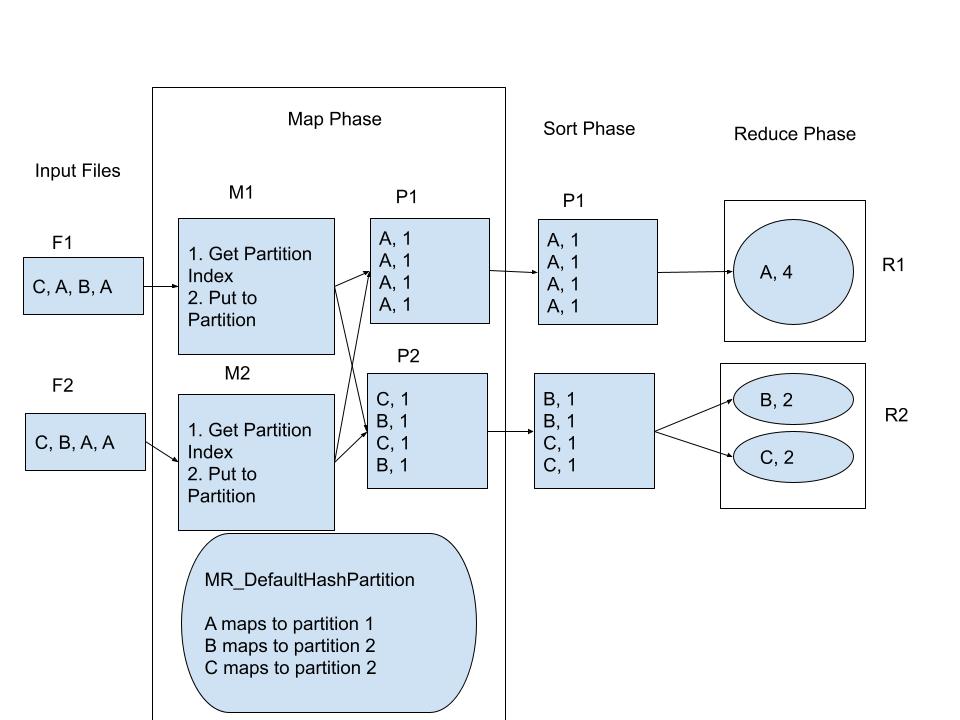 Map Phase
Sort Phase
Reduce Phase
Input Files
M1
P1
P1
F1
C, A, B, A
1. Get Partition
Index
2. Put to
Partition
A, 1
A, 1
A, 1
A, 1
A, 1
A, 1
A, 1
A, 1
A, 4
R1
F2
C, B, A, A
M2
1. Get Partition
Index
2. Put to
Partition
P2
C, 1
B, 1
C, 1
B, 1
B, 1
B, 1
C, 1
C, 1
B, 2
C, 2
R2
MR_DefaultHashPartition
A maps to partition 1
B maps to partition 2
C maps to partition 2